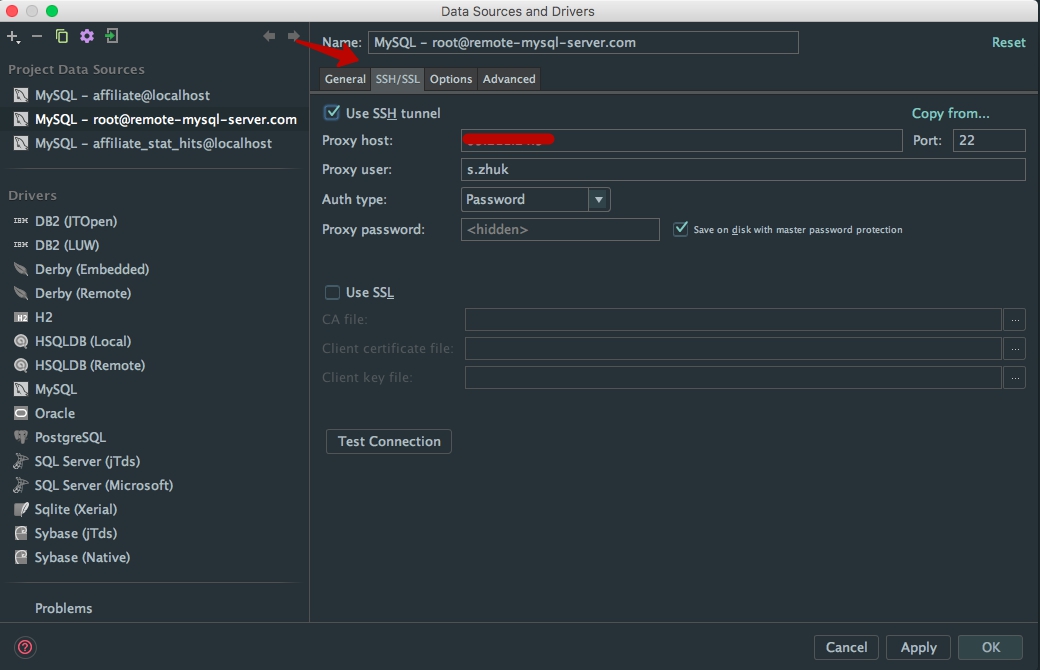 Data Sources and Drivers
Project Data Sources
MySQL – affiliate@localhost
MySQL – root@remote-mysql-server.com
MySQL – affiliate_stat_hits@localhost
Drivers
IBM DB2 (JTOpen)
IBM DB2 (LUW)
Derby (Embedded)
Derby (Remote)
H2 H2
HSQLDB (Local)
HSQLDB (Remote)
MySQL
Oracle
PostgreSQL
SQL Server (jTds)
SQL Server (Microsoft)
Sqlite (Xerial)
Sybase (jTds)
Sybase (Native)
Problems
Name: MySQL – root@remote-mysql-server.com Reset
General SSH/SSL Options Advanced
Use SSH tunnel Copy from...
Proxy host: Port: 22
Proxy user: s.zhuk
Auth type: Password
Proxy password: <hidden> Save on disk with master password protection
Use SSL
CA file: ...
Client certificate file: ...
Client key file: ...
Test Connection
? Cancel Apply OK